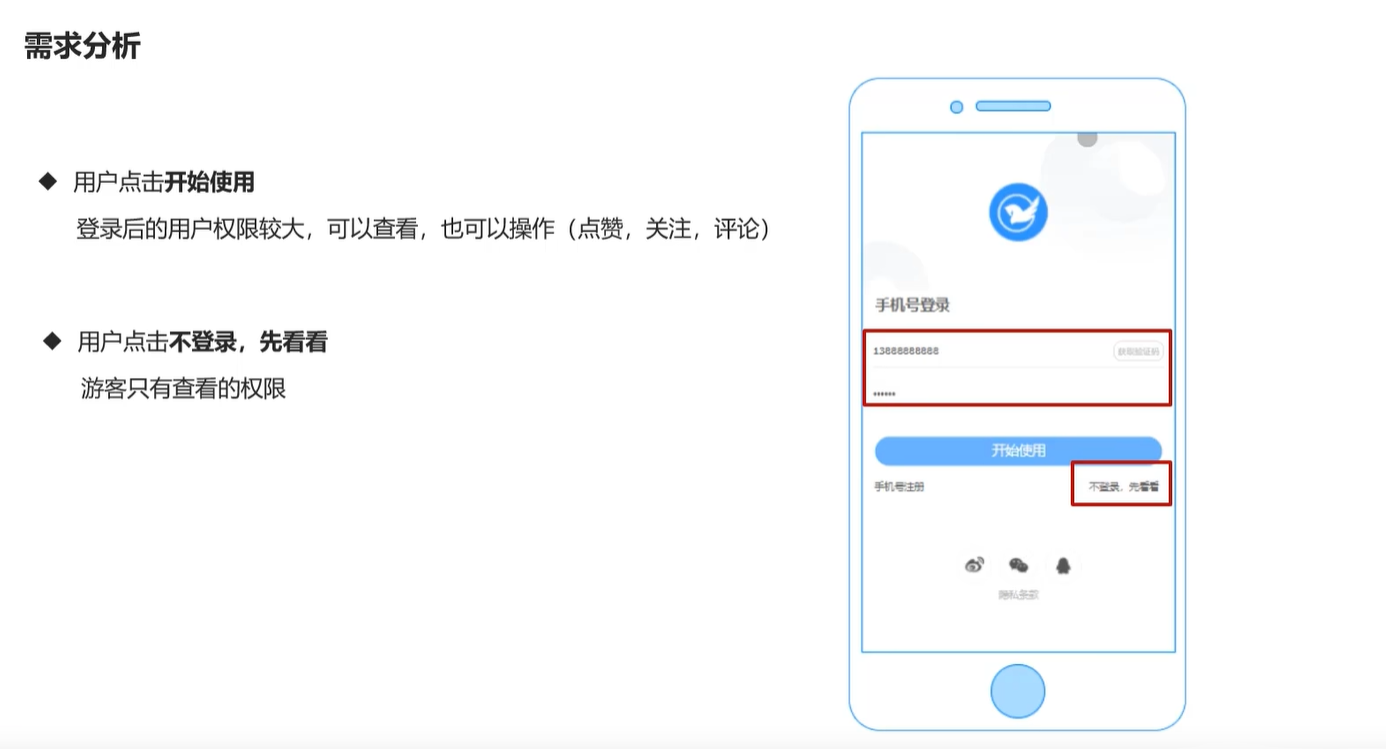 需求分析
◆ 用户点击开始使用
登录后的用户权限较大，可以查看，也可以操作（点赞，关注，评论）
◆ 用户点击不登录，先看看
游客只有查看的权限
手机号登录
13888888888
获取验证码
••••••
开始使用
手机号注册
不登录，先看看
隐私条款